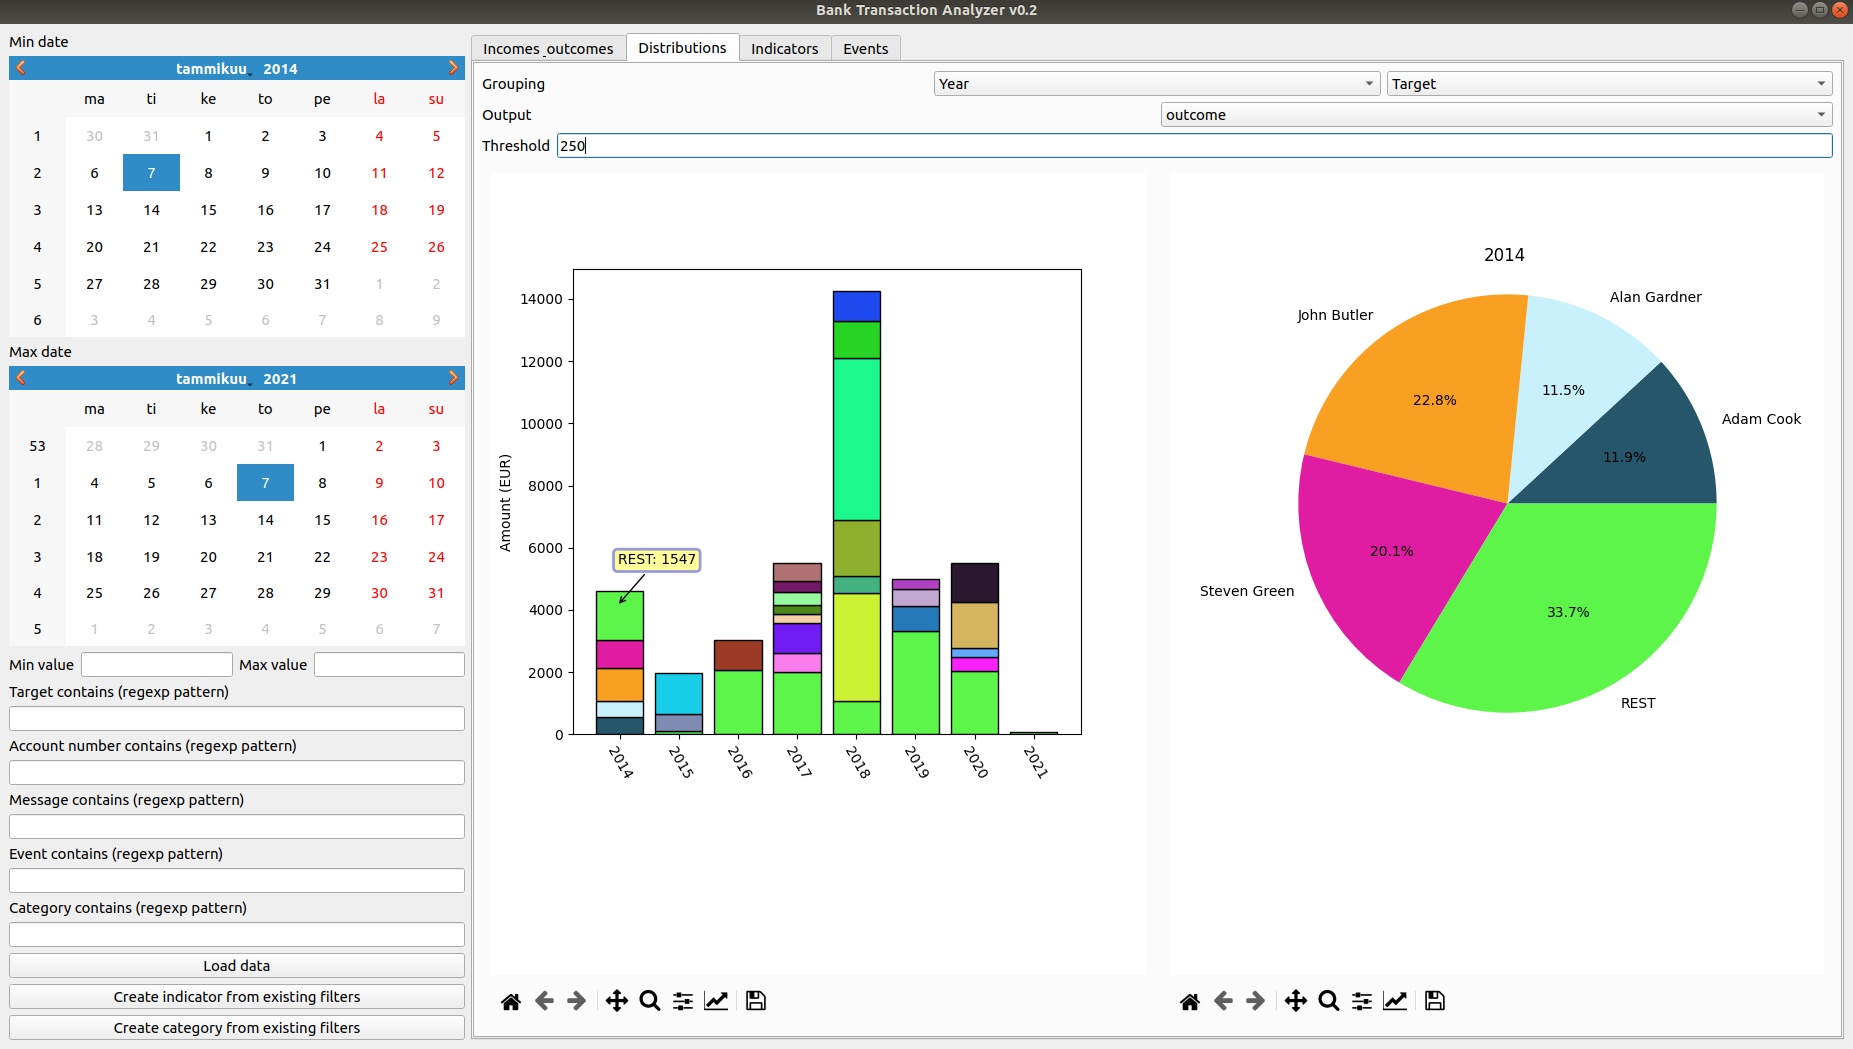 Bank Transaction Analyzer v0.2
Min date
tammikuu 2014
ma ti ke to pe la su
1 30 31 1 2 3 4 5
2 6 7 8 9 10 11 12
3 13 14 15 16 17 18 19
4 20 21 22 23 24 25 26
5 27 28 29 30 31 1 2
6 3 4 5 6 7 8 9
Max date
tammikuu 2021
ma ti ke to pe la su
53 28 29 30 31 1 2 3
1 4 5 6 7 8 9 10
2 11 12 13 14 15 16 17
3 18 19 20 21 22 23 24
4 25 26 27 28 29 30 31
5 1 2 3 4 5 6 7
Min value Max value
Target contains (regexp pattern)
Account number contains (regexp pattern)
Message contains (regexp pattern)
Event contains (regexp pattern)
Category contains (regexp pattern)
Load data
Create indicator from existing filters
Create category from existing filters
Incomes_outcomes Distributions Indicators Events
Grouping Year Target
Output outcome
Threshold 250
Amount (EUR)
14000
12000
10000
8000
6000
4000
2000
0
REST: 1547
2014 2015 2016 2017 2018 2019 2020 2021
2014
Alan Gardner
John Butler
11.5%
22.8%
Adam Cook
11.9%
20.1%
Steven Green
33.7%
REST